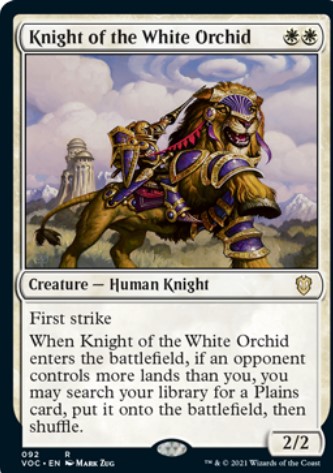 Knight of the White Orchid
Creature — Human Knight
First strike
When Knight of the White Orchid
enters the battlefield, if an opponent
controls more lands than you, you
may search your library for a Plains
card, put it onto the battlefield, then
shuffle.
2/2
092 R
VOC • EN Mark Zug
™ & © 2021 Wizards of the Coast